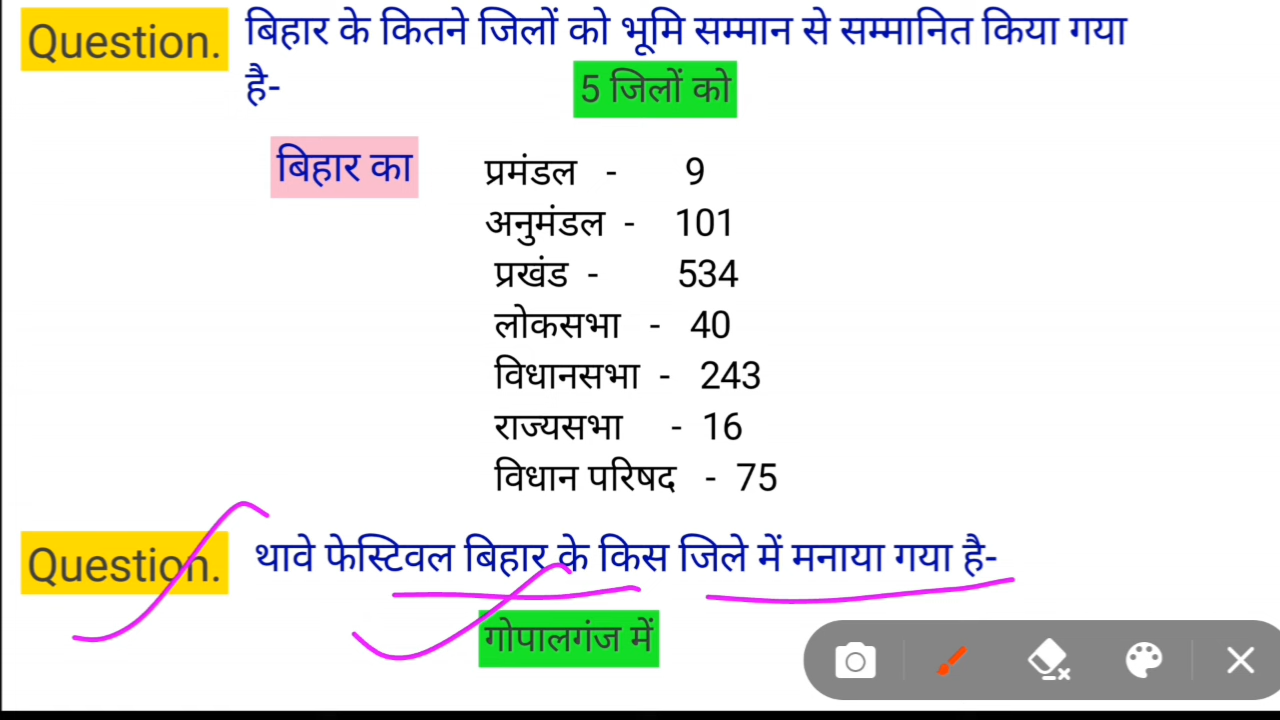 Question. बिहार के कितने जिलों को भूमि सम्मान से सम्मानित किया गया
है-
5 जिलों को
बिहार का
प्रमंडल - 9
अनुमंडल - 101
प्रखंड - 534
लोकसभा - 40
विधानसभा - 243
राज्यसभा - 16
विधान परिषद - 75
Question. थावे फेस्टिवल बिहार के किस जिले में मनाया गया है-
गोपालगंज में